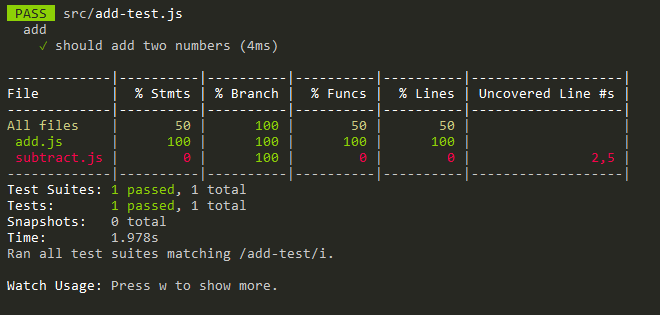 PASS src/add-test.js
add
✓ should add two numbers (4ms)
-------------|----------|----------|----------|----------|-------------------|
File         |  % Stmts | % Branch |  % Funcs |  % Lines | Uncovered Line #s |
-------------|----------|----------|----------|----------|-------------------|
All files    |       50 |      100 |       50 |       50 |                   |
 add.js      |      100 |      100 |      100 |      100 |                   |
 subtract.js |        0 |      100 |        0 |        0 |               2,5 |
-------------|----------|----------|----------|----------|-------------------|
Test Suites: 1 passed, 1 total
Tests:       1 passed, 1 total
Snapshots:   0 total
Time:        1.978s
Ran all test suites matching /add-test/i.
Watch Usage: Press w to show more.